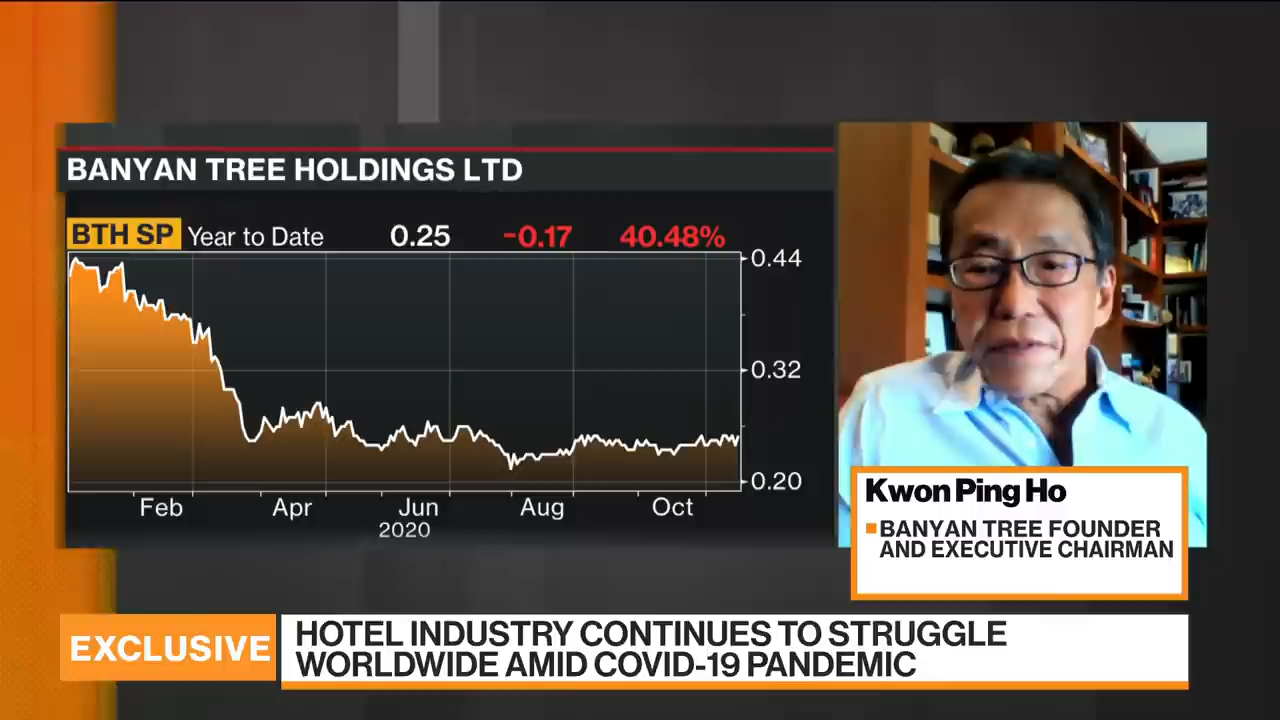 BANYAN TREE HOLDINGS LTD
BTH SP Year to Date 0.25 -0.17 40.48%
0.44
0.32
0.20
Feb Apr Jun Aug Oct
2020
Kwon Ping Ho
BANYAN TREE FOUNDER
AND EXECUTIVE CHAIRMAN
EXCLUSIVE
HOTEL INDUSTRY CONTINUES TO STRUGGLE
WORLDWIDE AMID COVID-19 PANDEMIC